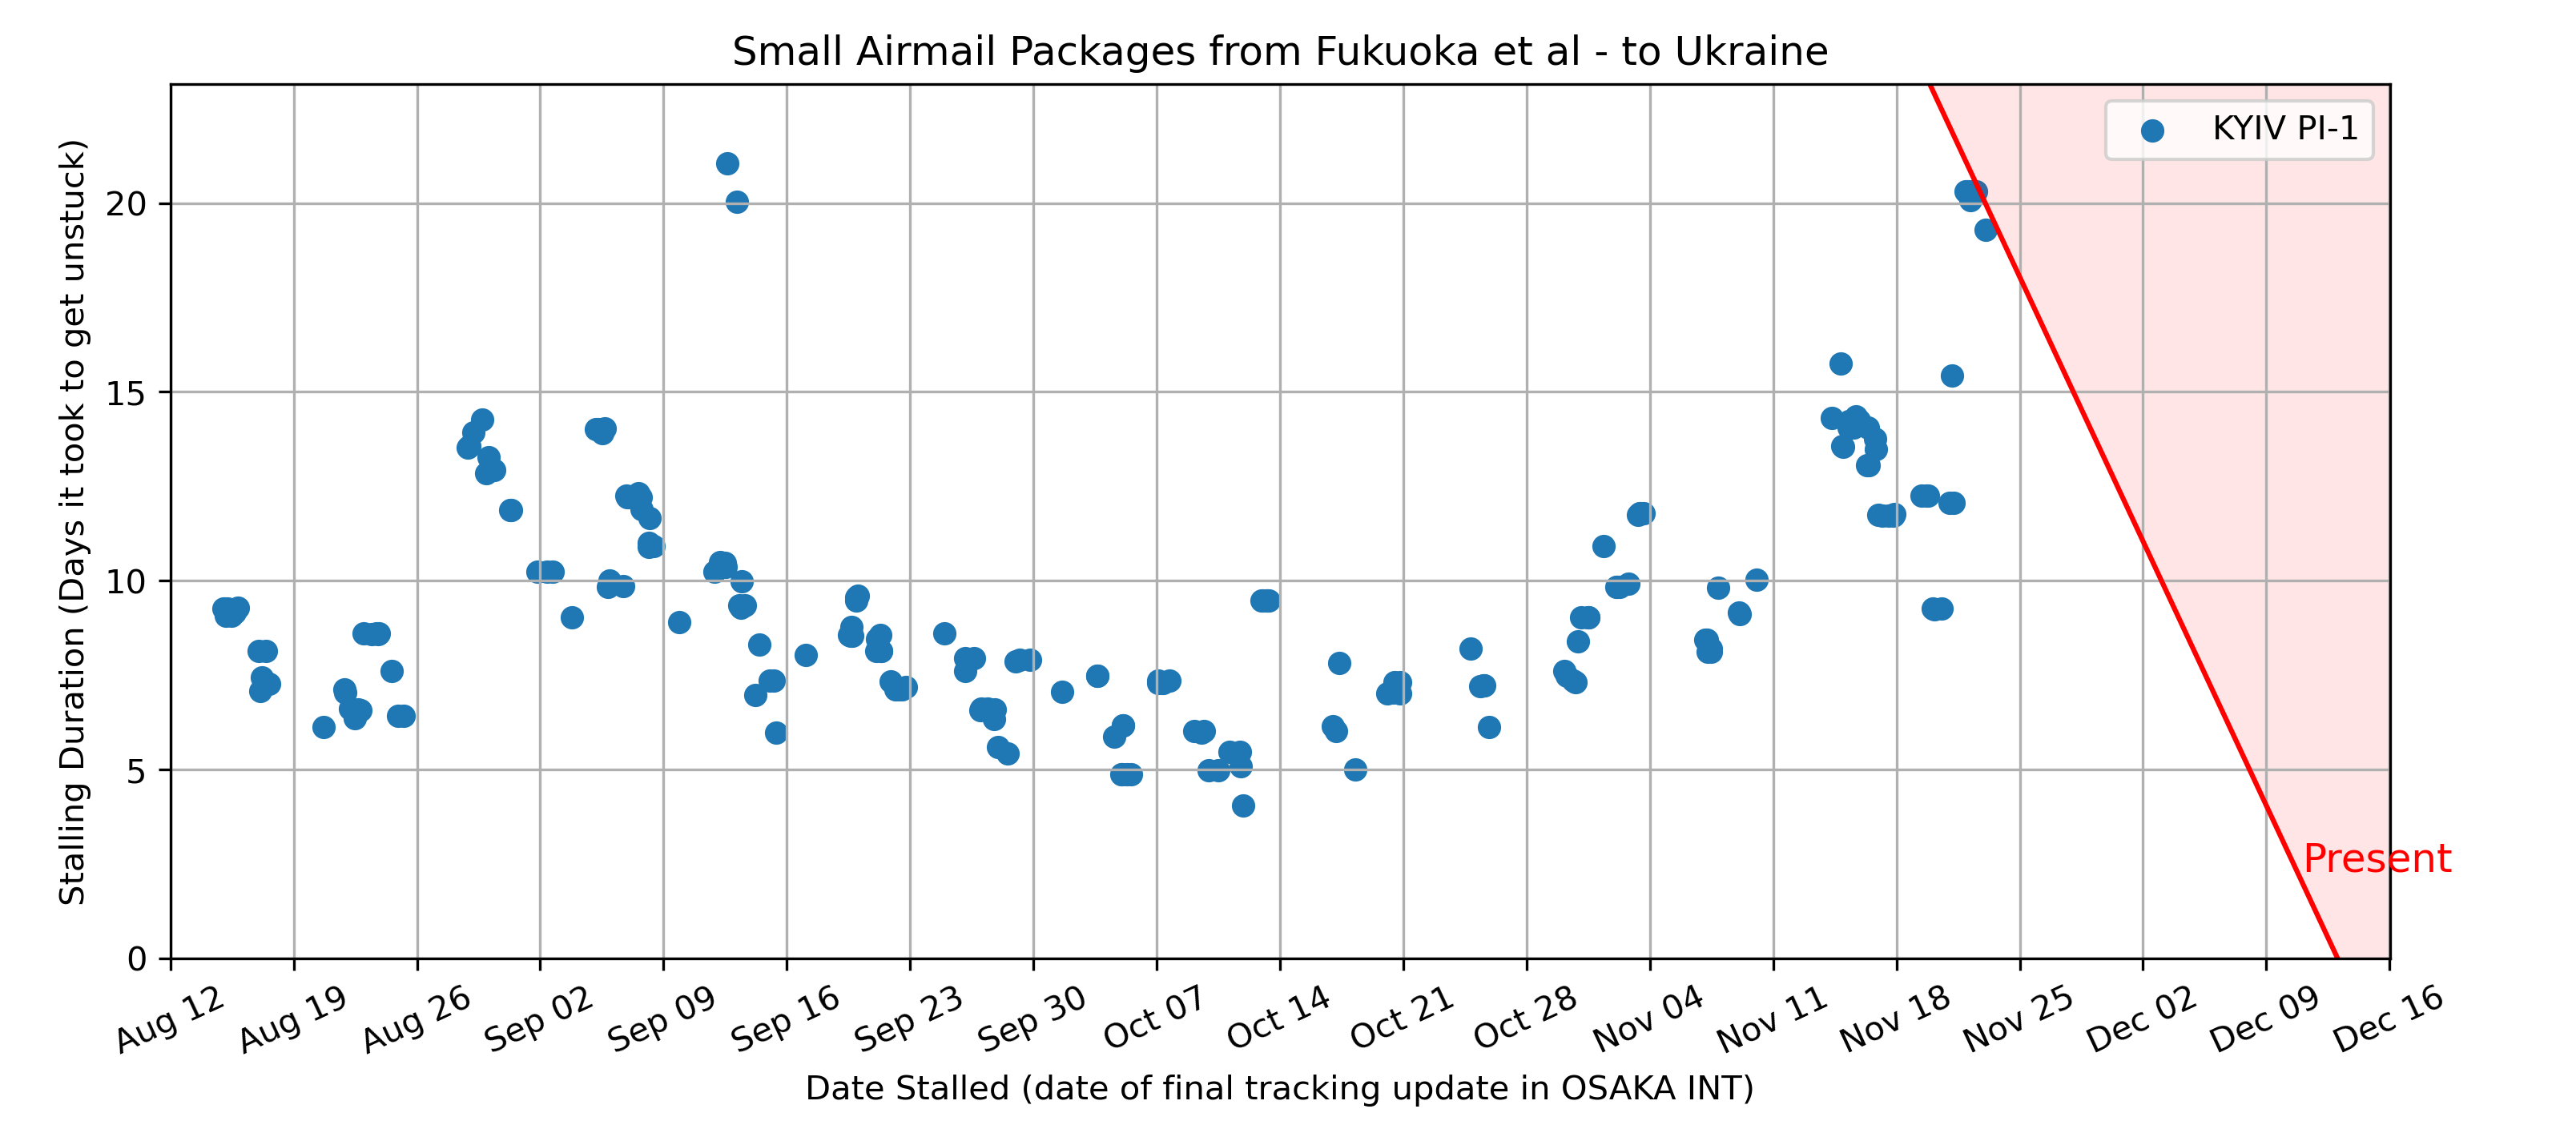 Small Airmail Packages from Fukuoka et al - to Ukraine
KYIV PI-1
Stalling Duration (Days it took to get unstuck)
20
15
10
5
0
Present
Aug 12 Aug 19 Aug 26 Sep 02 Sep 09 Sep 16 Sep 23 Sep 30 Oct 07 Oct 14 Oct 21 Oct 28 Nov 04 Nov 11 Nov 18 Nov 25 Dec 02 Dec 09 Dec 16
Date Stalled (date of final tracking update in OSAKA INT)